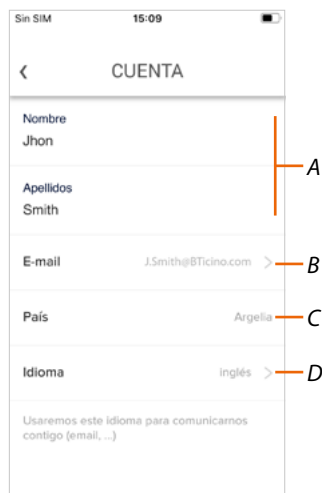 Sin SIM 15:09
CUENTA
Nombre
Jhon
A
Apellidos
Smith
E-mail J.Smith@BTicino.com B
País Argelia C
Idioma inglés D
Usaremos este idioma para comunicarnos
contigo (email, ...)